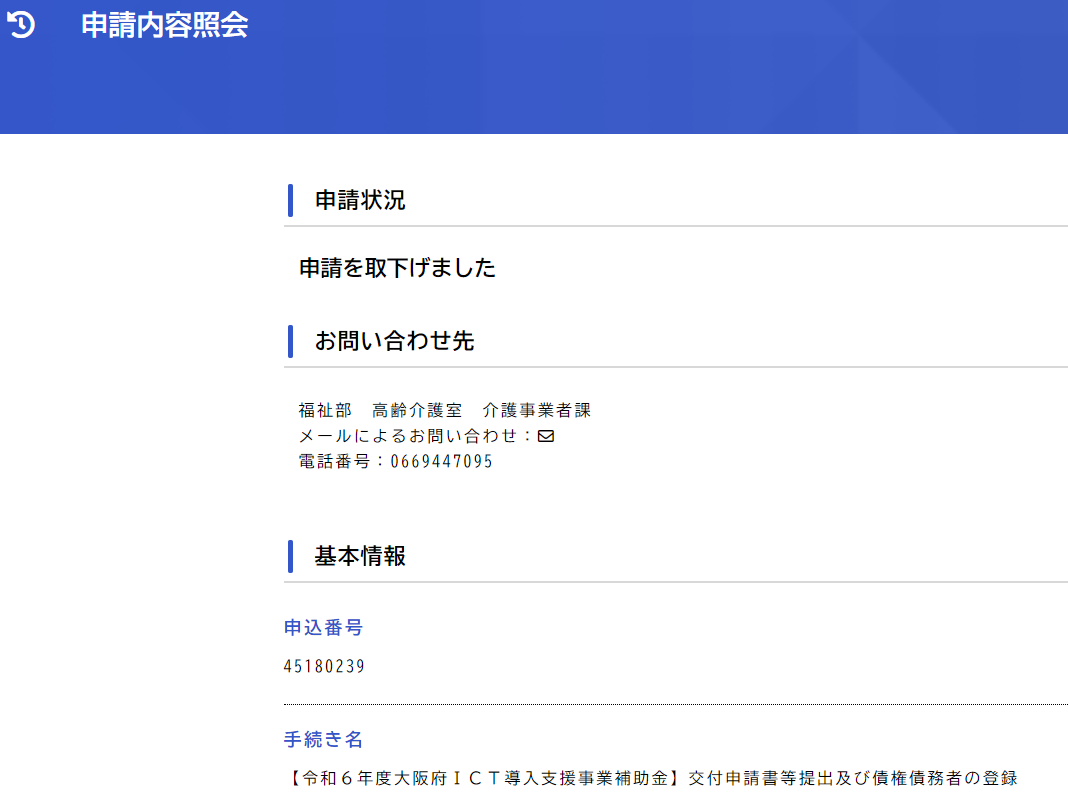 申請内容照会
申請状況
申請を取下げました
お問い合わせ先
福祉部　高齢介護室　介護事業者課
メールによるお問い合わせ：
電話番号：0669447095
基本情報
申込番号
45180239
手続き名
【令和６年度大阪府ＩＣＴ導入支援事業補助金】交付申請書等提出及び債権債務者の登録